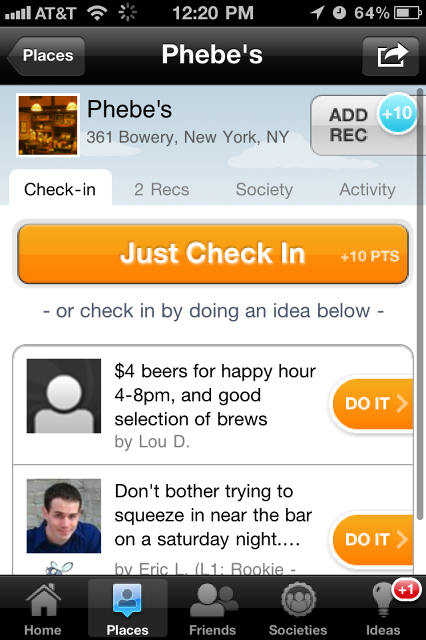 AT&T 12:20 PM 64%
Places
Phebe's
Phebe's
361 Bowery, New York, NY
ADD REC
+10
Check-in
2 Recs
Society
Activity
Just Check In +10 PTS
- or check in by doing an idea below -
$4 beers for happy hour
4-8pm, and good
selection of brews
by Lou D.
DO IT
Don't bother trying to
squeeze in near the bar
on a saturday night....
by Eric L. (L1: Rookie -
DO IT
Home
Places
Friends
Societies
Ideas
+1